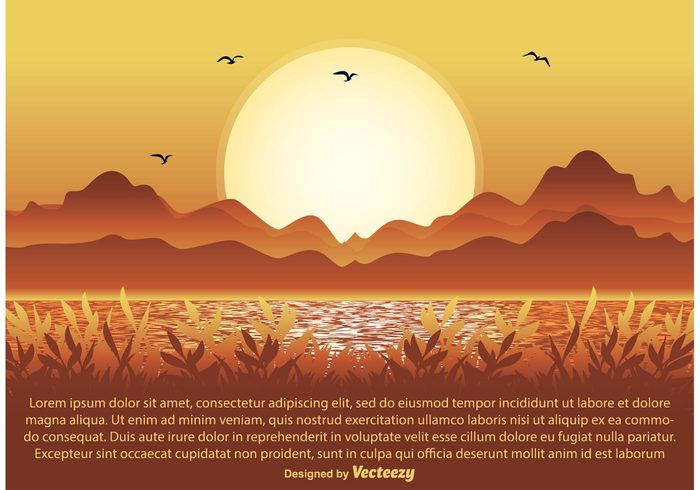 Lorem ipsum dolor sit amet, consectetur adipiscing elit, sed do eiusmod tempor incididunt ut labore et dolore
magna aliqua. Ut enim ad minim veniam, quis nostrud exercitation ullamco laboris nisi ut aliquip ex ea commo-
do consequat. Duis aute irure dolor in reprehenderit in voluptate velit esse cillum dolore eu fugiat nulla pariatur.
Excepteur sint occaecat cupidatat non proident, sunt in culpa qui officia deserunt mollit anim id est laborum
Designed by Vecteezy